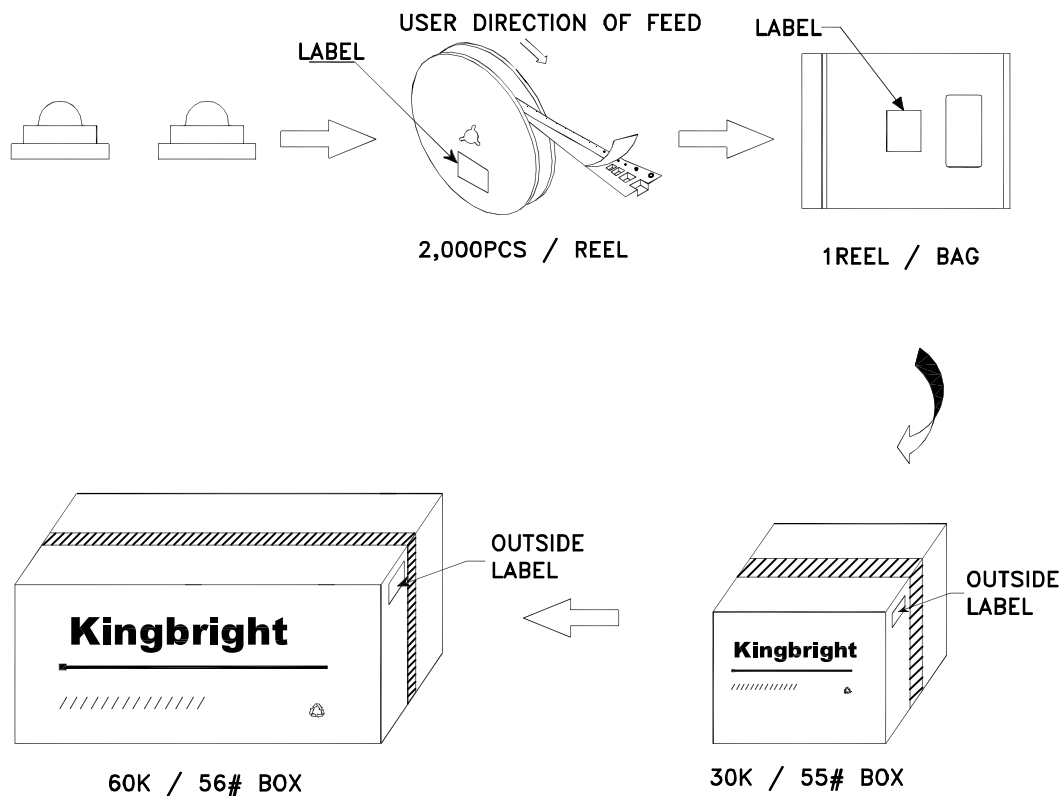 USER DIRECTION OF FEED
LABEL
LABEL
2,000PCS / REEL
1REEL / BAG
OUTSIDE
LABEL
OUTSIDE
LABEL
Kingbright
Kingbright
60K / 56# BOX
30K / 55# BOX